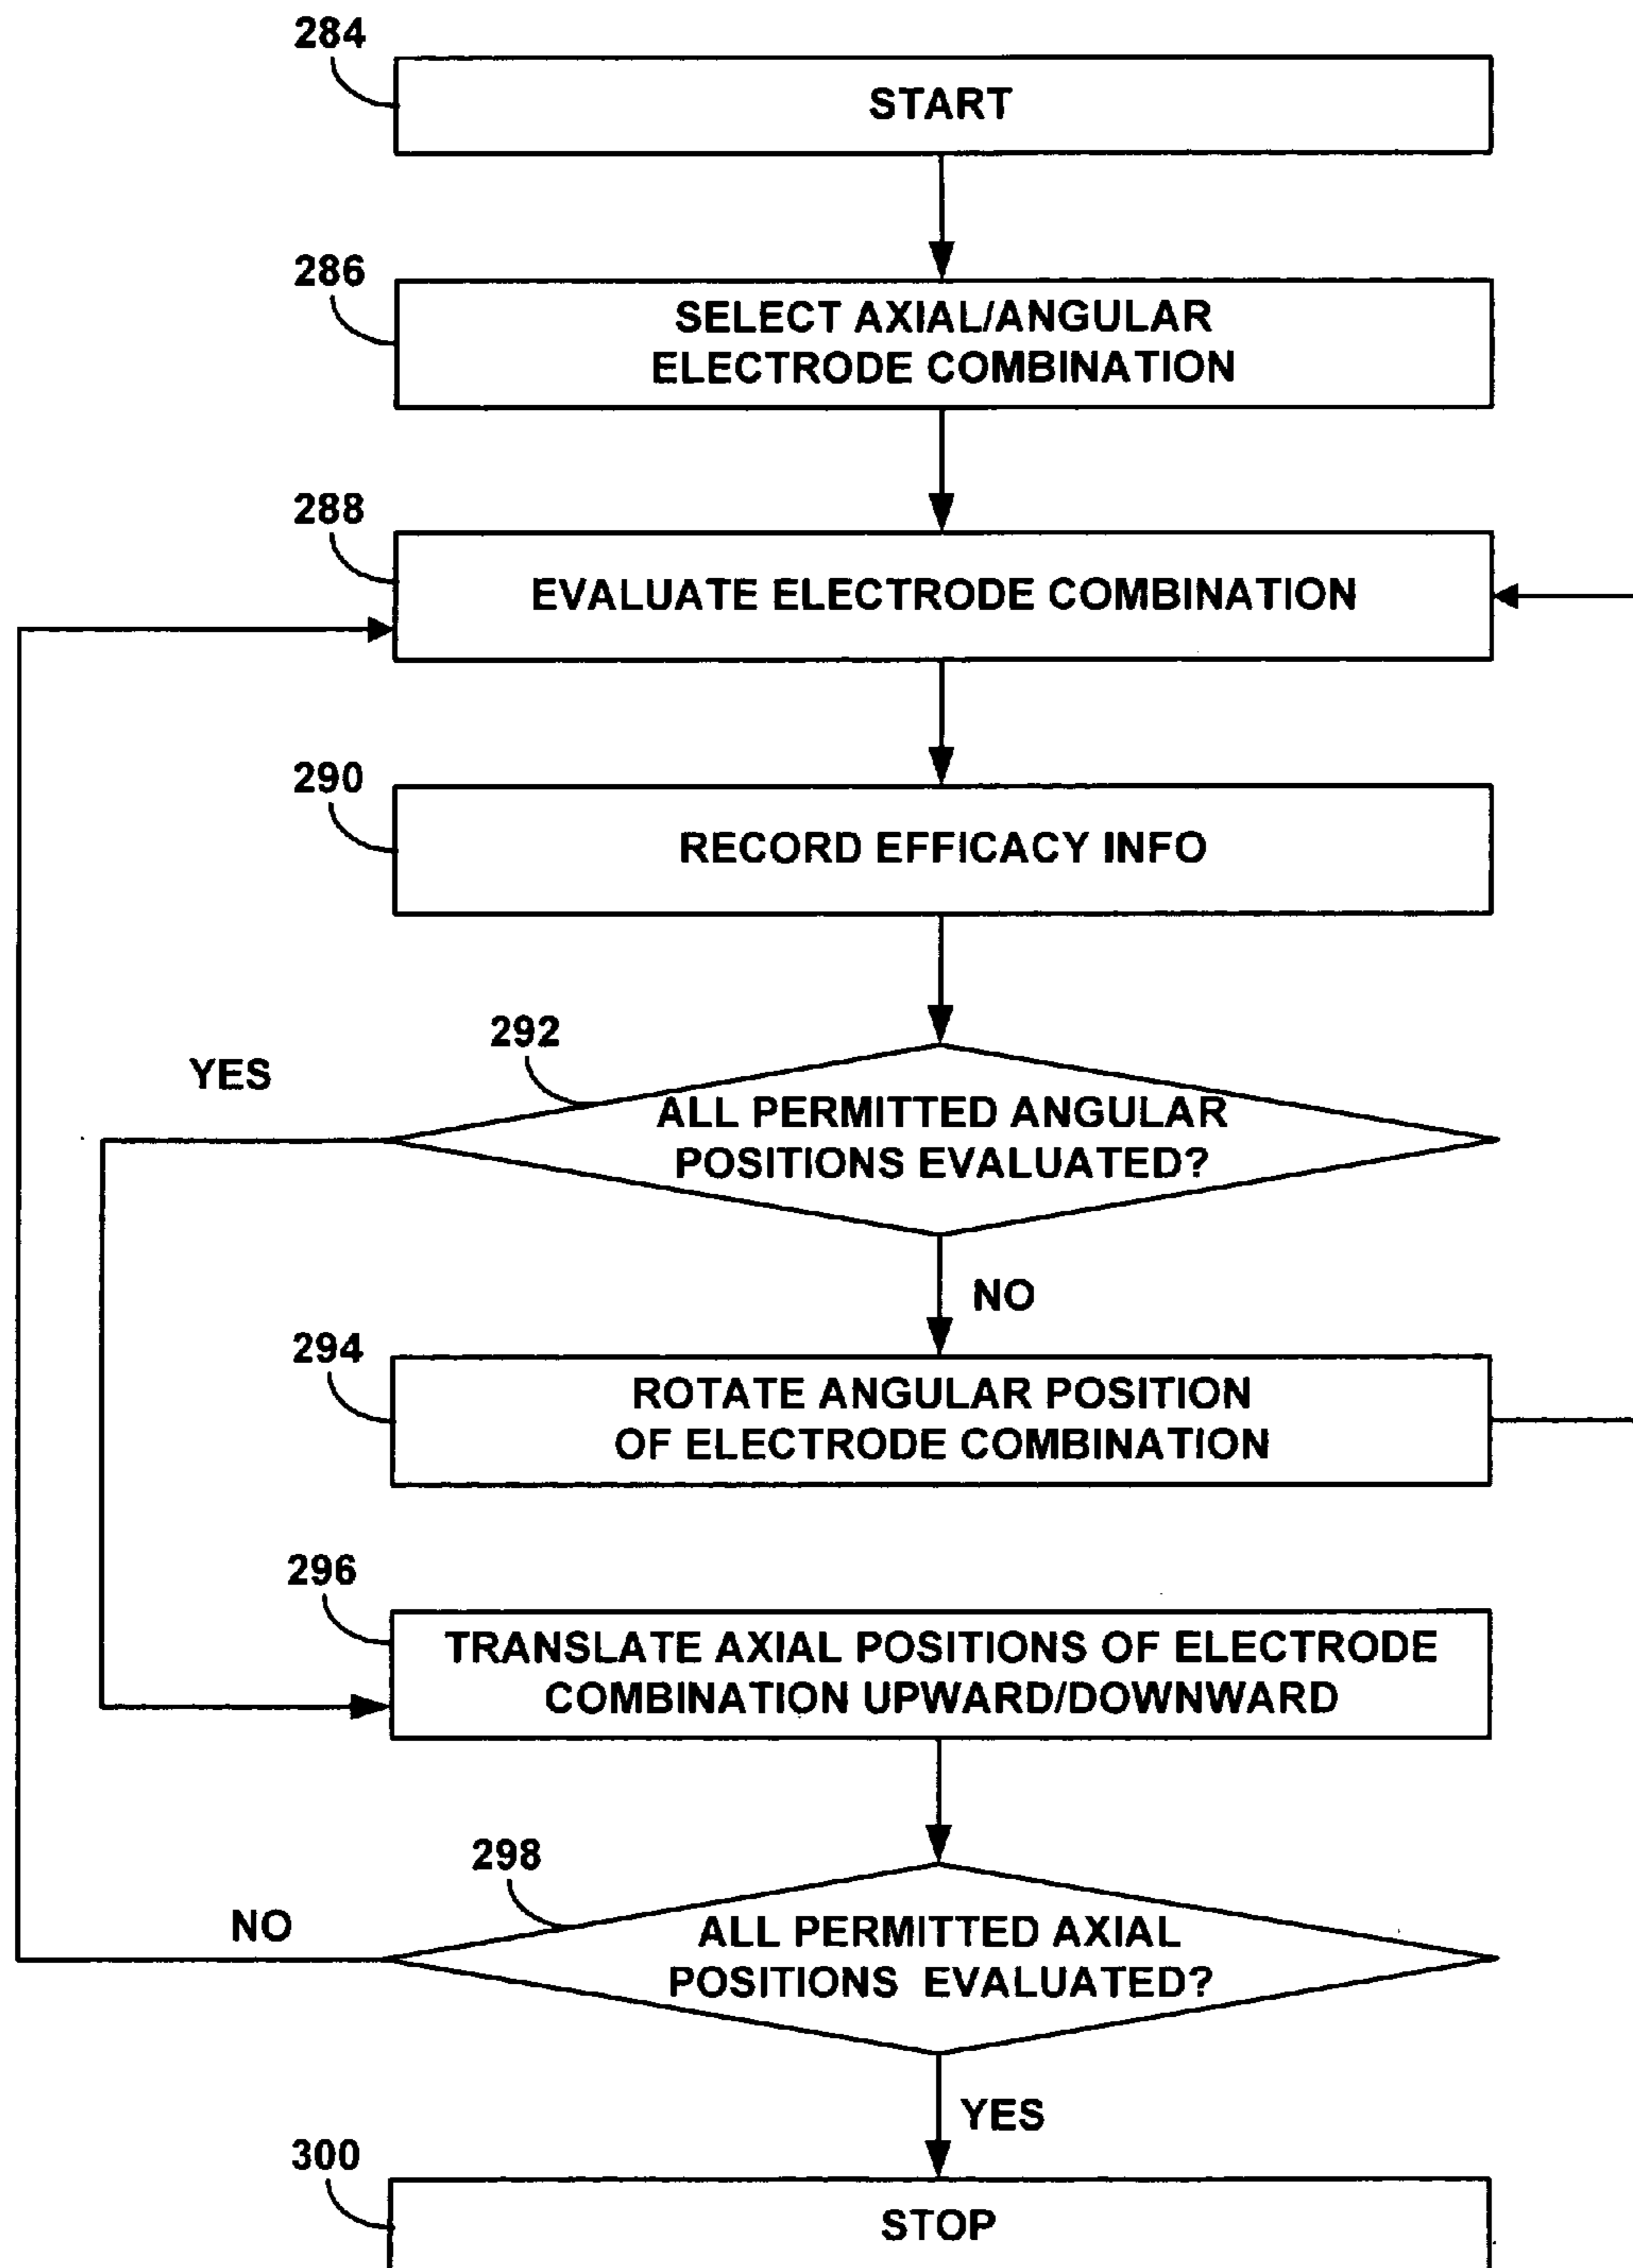 284
START
286
SELECT AXIAL/ANGULAR
ELECTRODE COMBINATION
288
EVALUATE ELECTRODE COMBINATION
290
RECORD EFFICACY INFO
292
YES
ALL PERMITTED ANGULAR
POSITIONS EVALUATED?
NO
294
ROTATE ANGULAR POSITION
OF ELECTRODE COMBINATION
296
TRANSLATE AXIAL POSITIONS OF ELECTRODE
COMBINATION UPWARD/DOWNWARD
298
NO
ALL PERMITTED AXIAL
POSITIONS EVALUATED?
YES
300
STOP